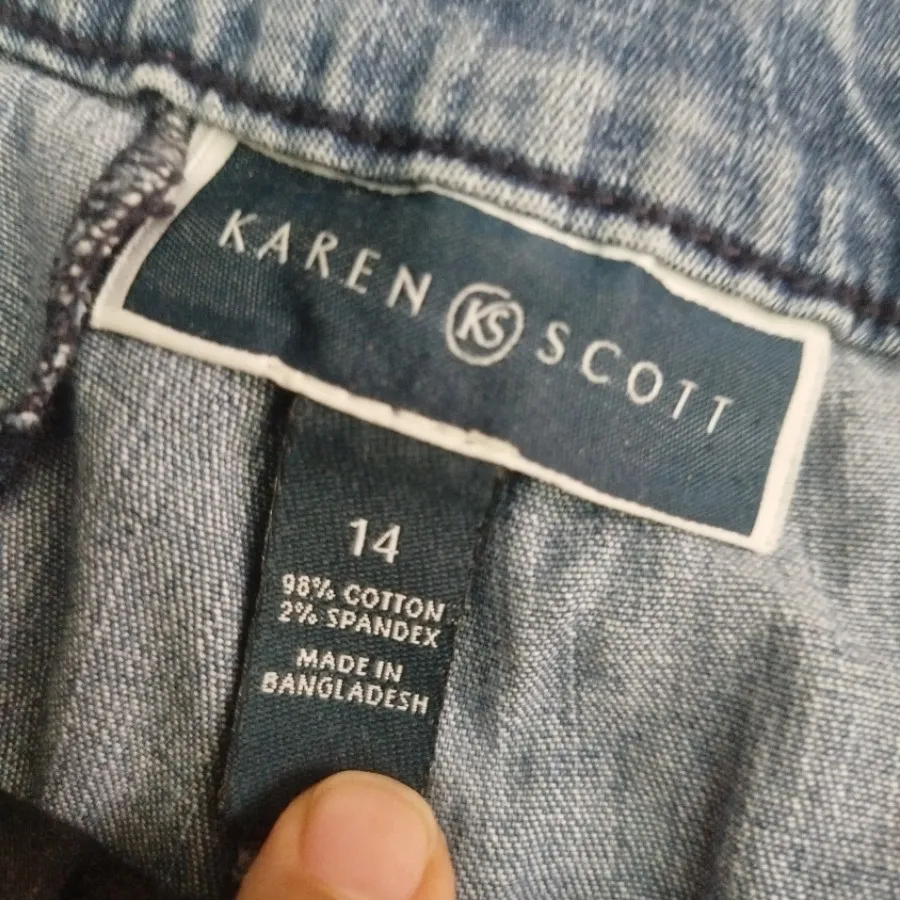 KAREN KS SCOTT
14
98% COTTON
2% SPANDEX
MADE IN
BANGLADESH